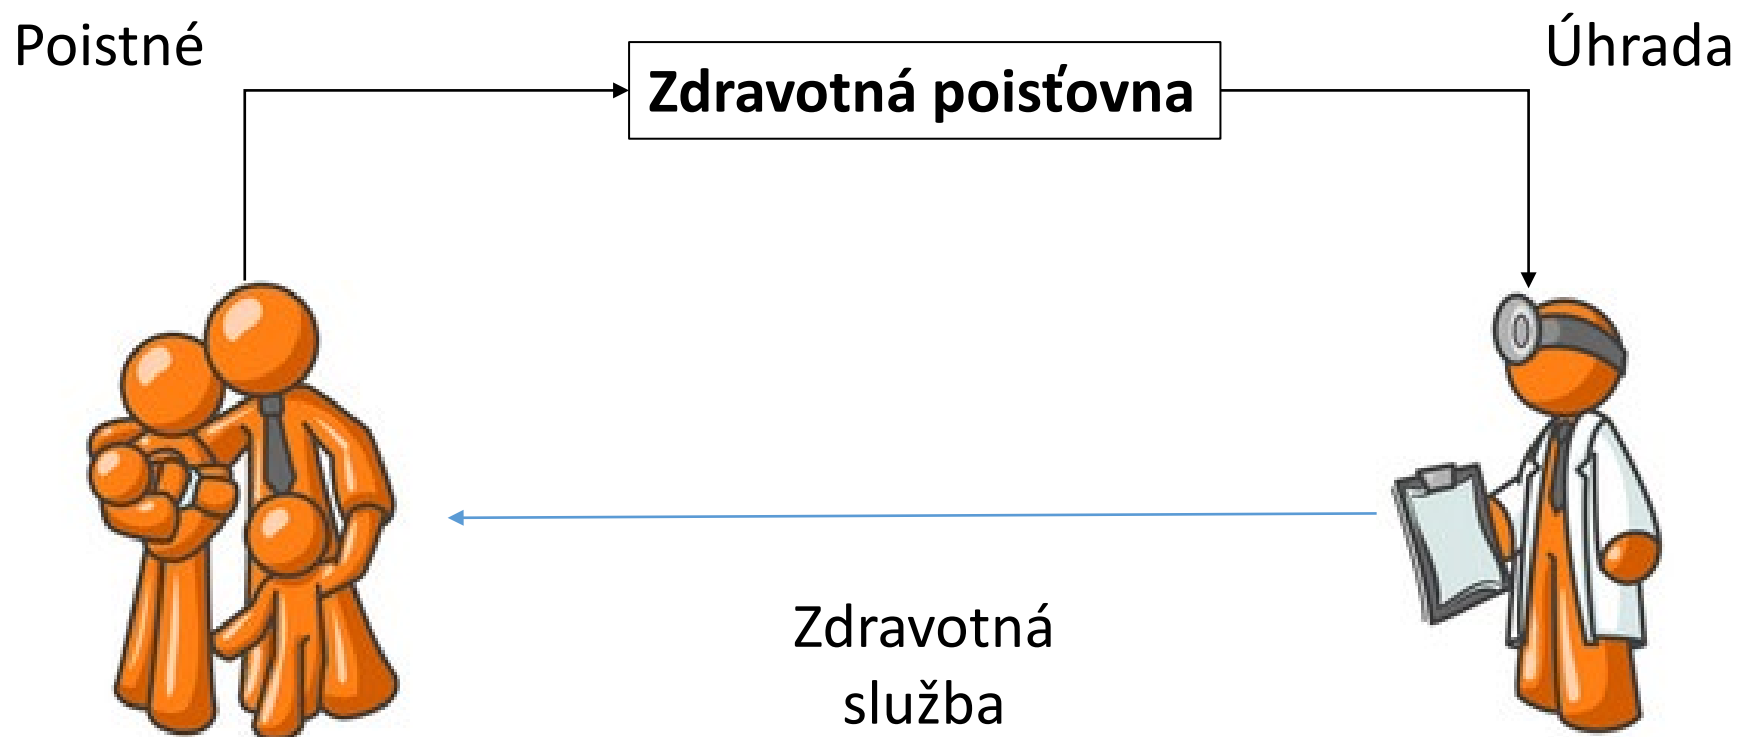 Poistné
Zdravotná poisťovna
Úhrada
Zdravotná
služba